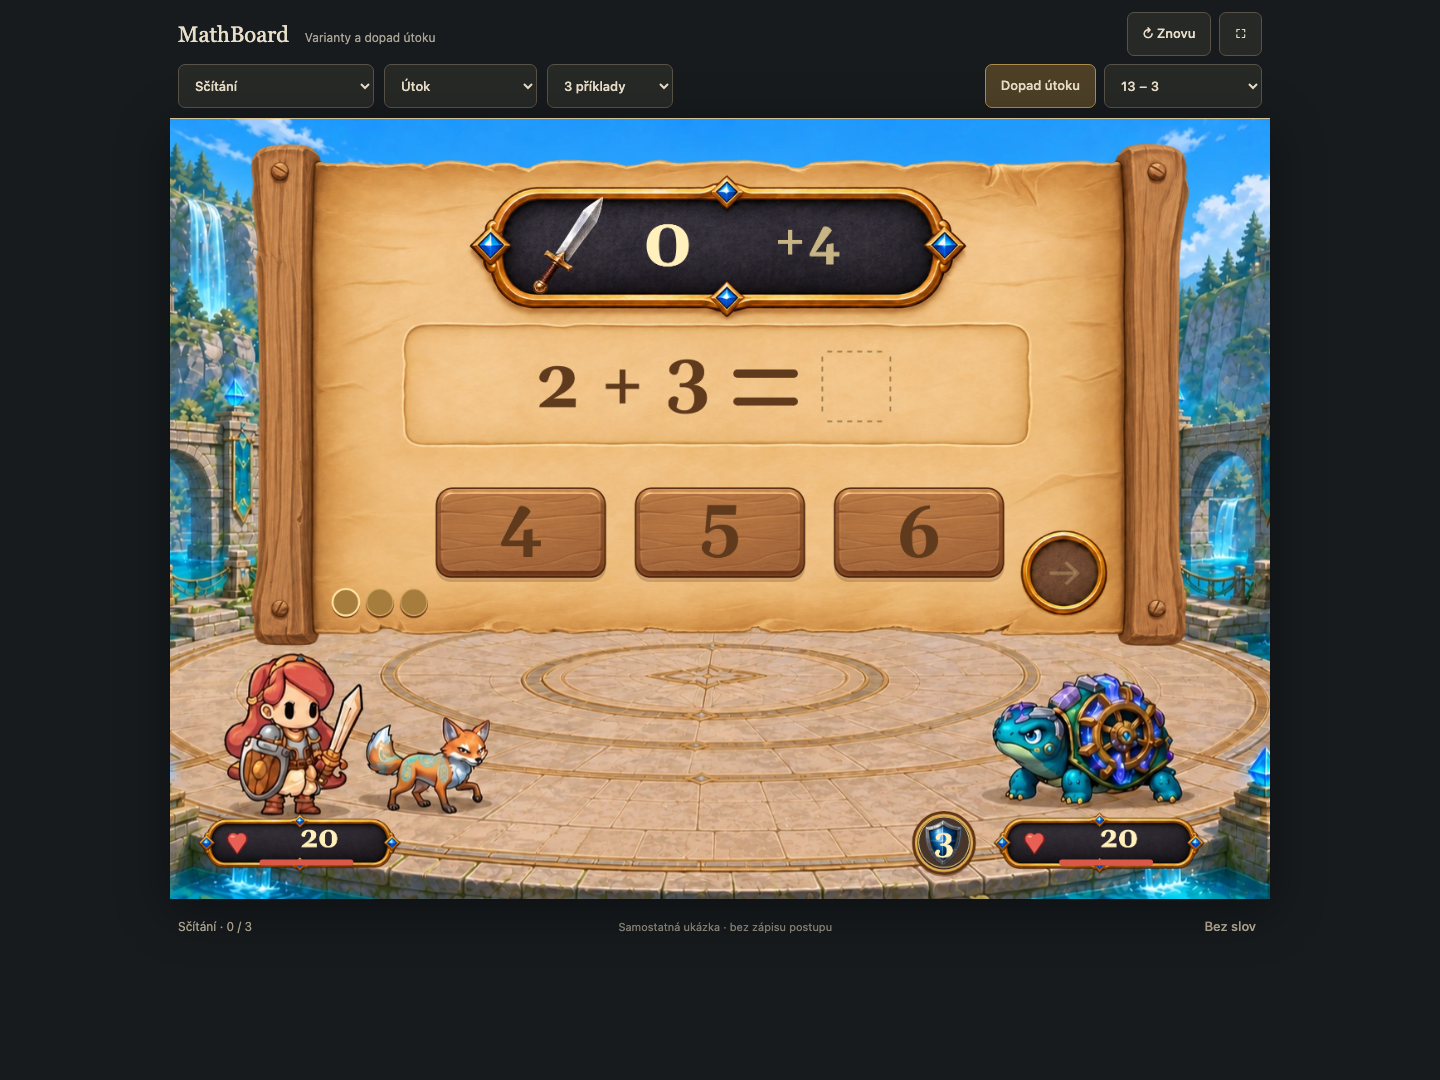 MathBoard Varianty a dopad útoku
↻ Znovu
Sčítání Útok 3 příklady
Dopad útoku 13 – 3
0 +4
2 + 3 =
4 5 6
→
20
3 20
Sčítání · 0 / 3
Samostatná ukázka · bez zápisu postupu
Bez slov